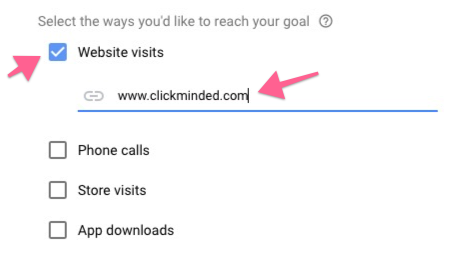 Select the ways you'd like to reach your goal ?
Website visits
www.clickminded.com
Phone calls
Store visits
App downloads